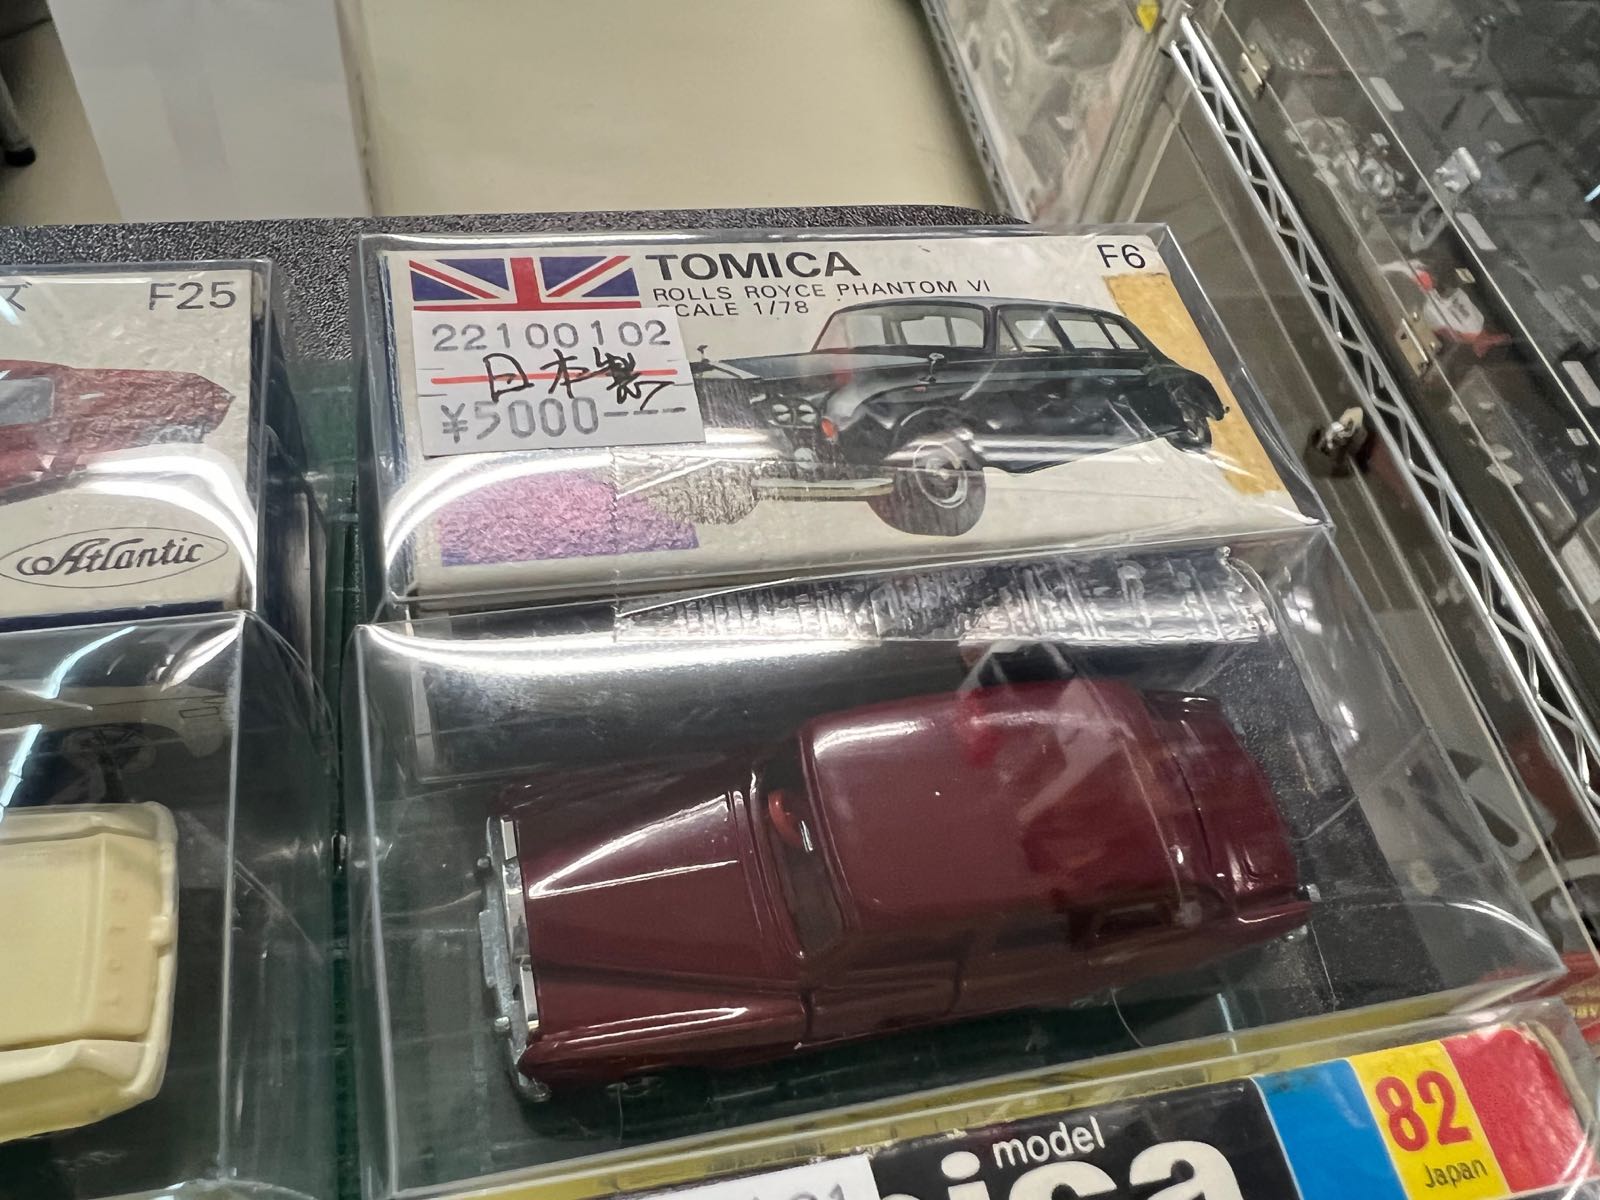 F25
Atlantic
TOMICA
F6
ROLLS ROYCE PHANTOM VI
SCALE 1/78
22100102
日本製
¥5000---
model
82
Japan